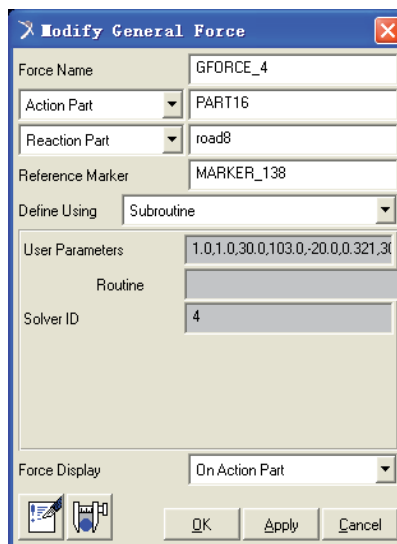 Modify General Force
Force Name GFORCE_4
Action Part PART16
Reaction Part road8
Reference Marker MARKER_138
Define Using Subroutine
User Parameters 1.0,1.0,30.0,103.0,-20.0,0.321,30
Routine
Solver ID 4
Force Display On Action Part
OK Apply Cancel